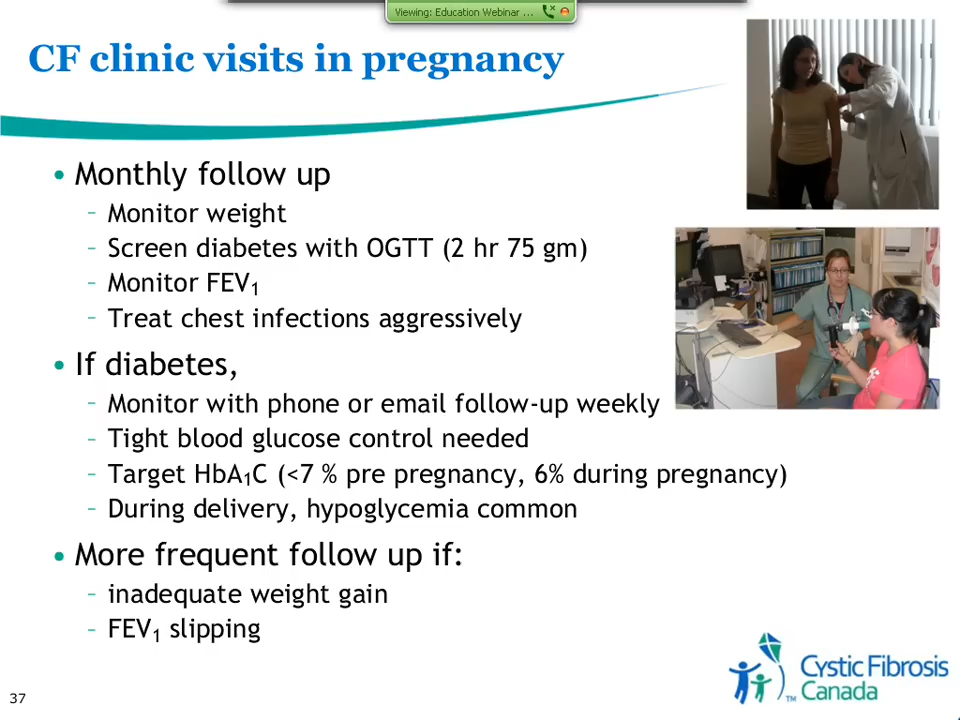 Viewing: Education Webinar ...
CF clinic visits in pregnancy
• Monthly follow up
- Monitor weight
- Screen diabetes with OGTT (2 hr 75 gm)
- Monitor FEV₁
- Treat chest infections aggressively
• If diabetes,
- Monitor with phone or email follow-up weekly
- Tight blood glucose control needed
- Target HbA₁C (<7 % pre pregnancy, 6% during pregnancy)
- During delivery, hypoglycemia common
• More frequent follow up if:
- inadequate weight gain
- FEV₁ slipping
37
Cystic Fibrosis
Canada
TM